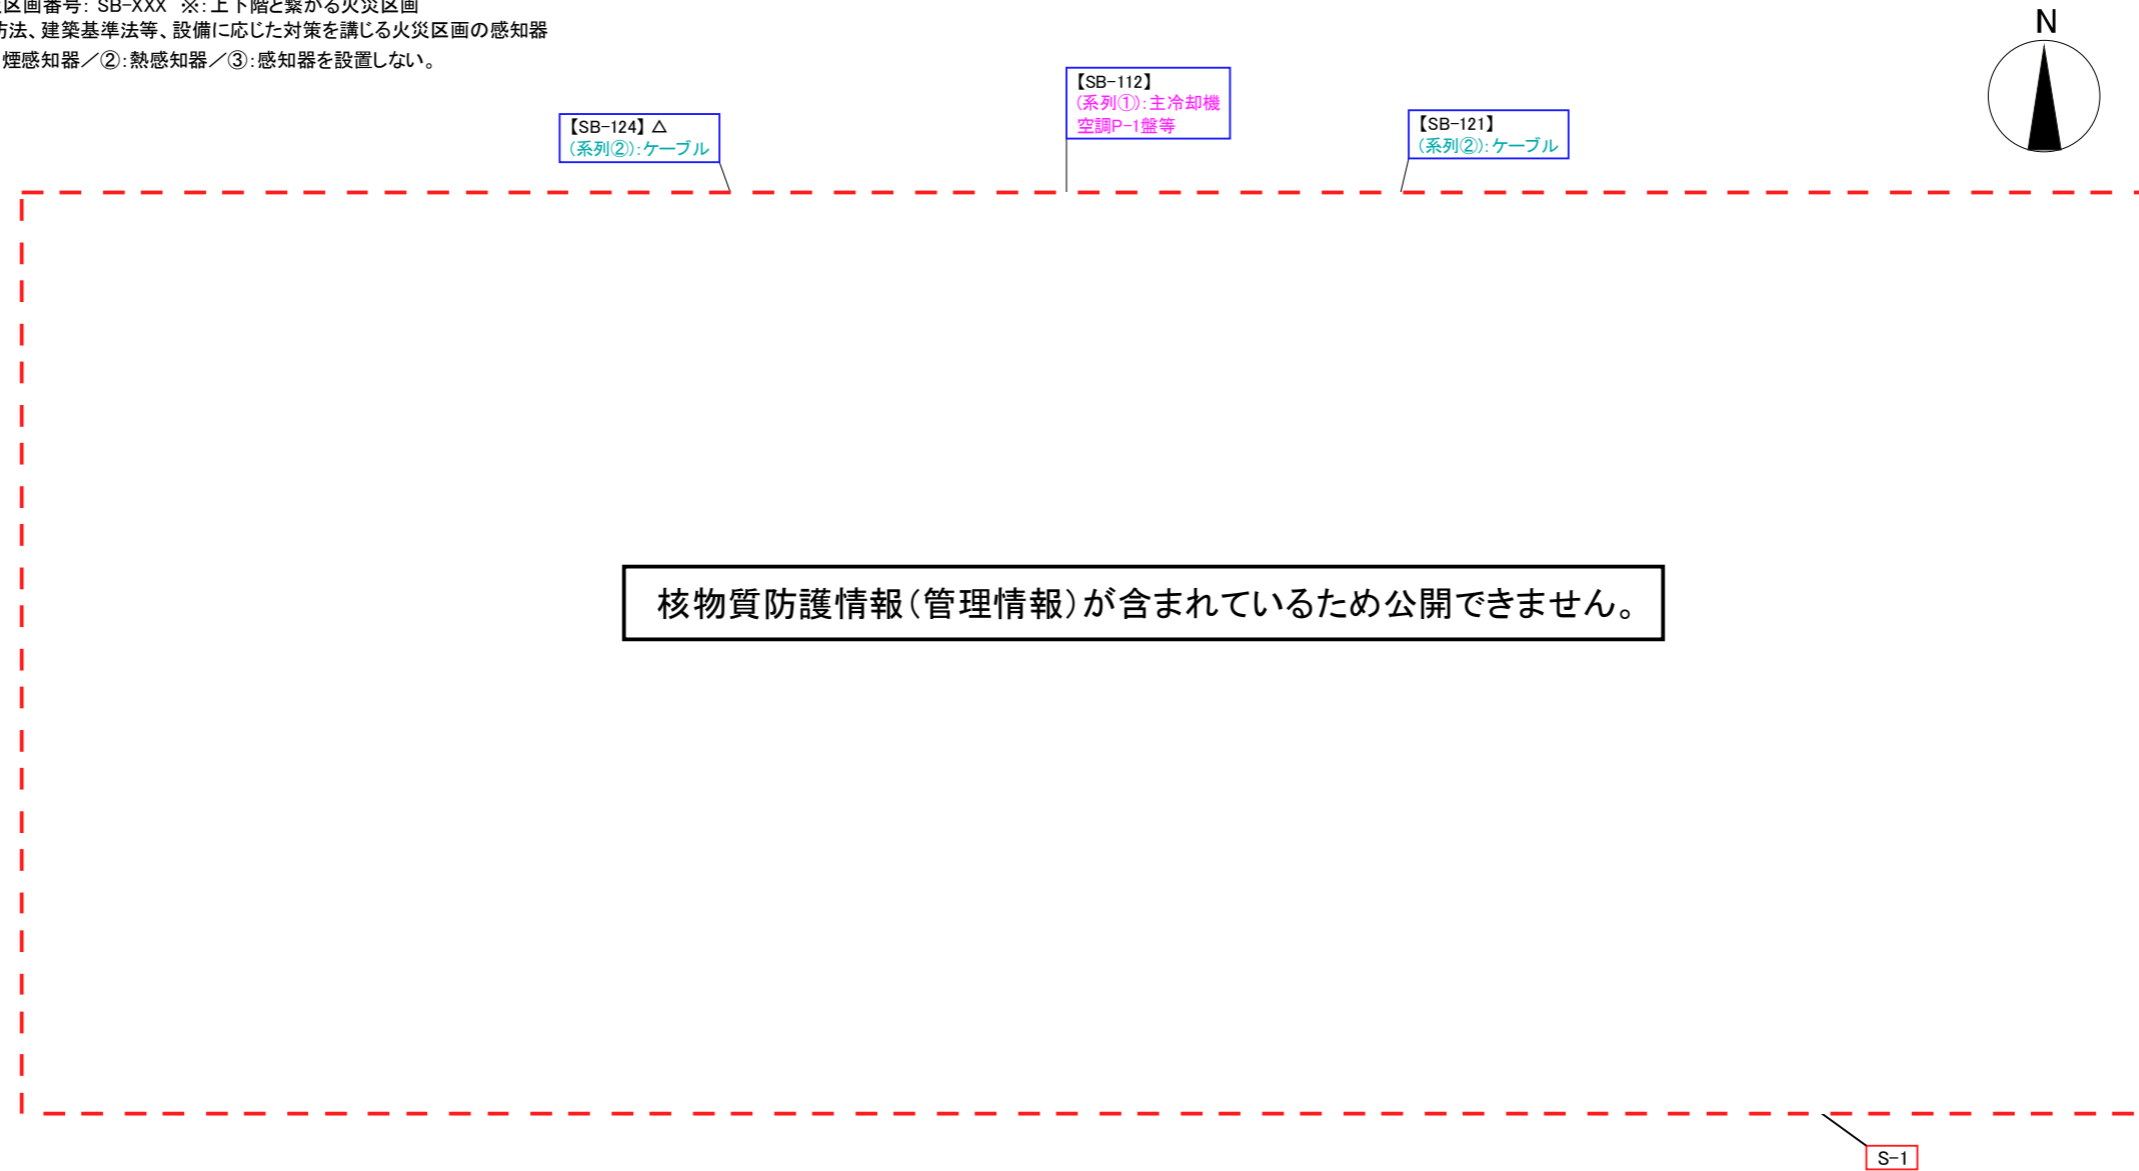 区画番号: SB-XXX ※:上下階と繋がる火災区画
防法、建築基準法等、設備に応じた対策を講じる火災区画の感知器
煙感知器／②:熱感知器／③:感知器を設置しない。
N
【SB-112】
(系列①):主冷却機
空調P-1盤等
【SB-124】△
(系列②):ケーブル
【SB-121】
(系列②):ケーブル
核物質防護情報(管理情報)が含まれているため公開できません。
S-1